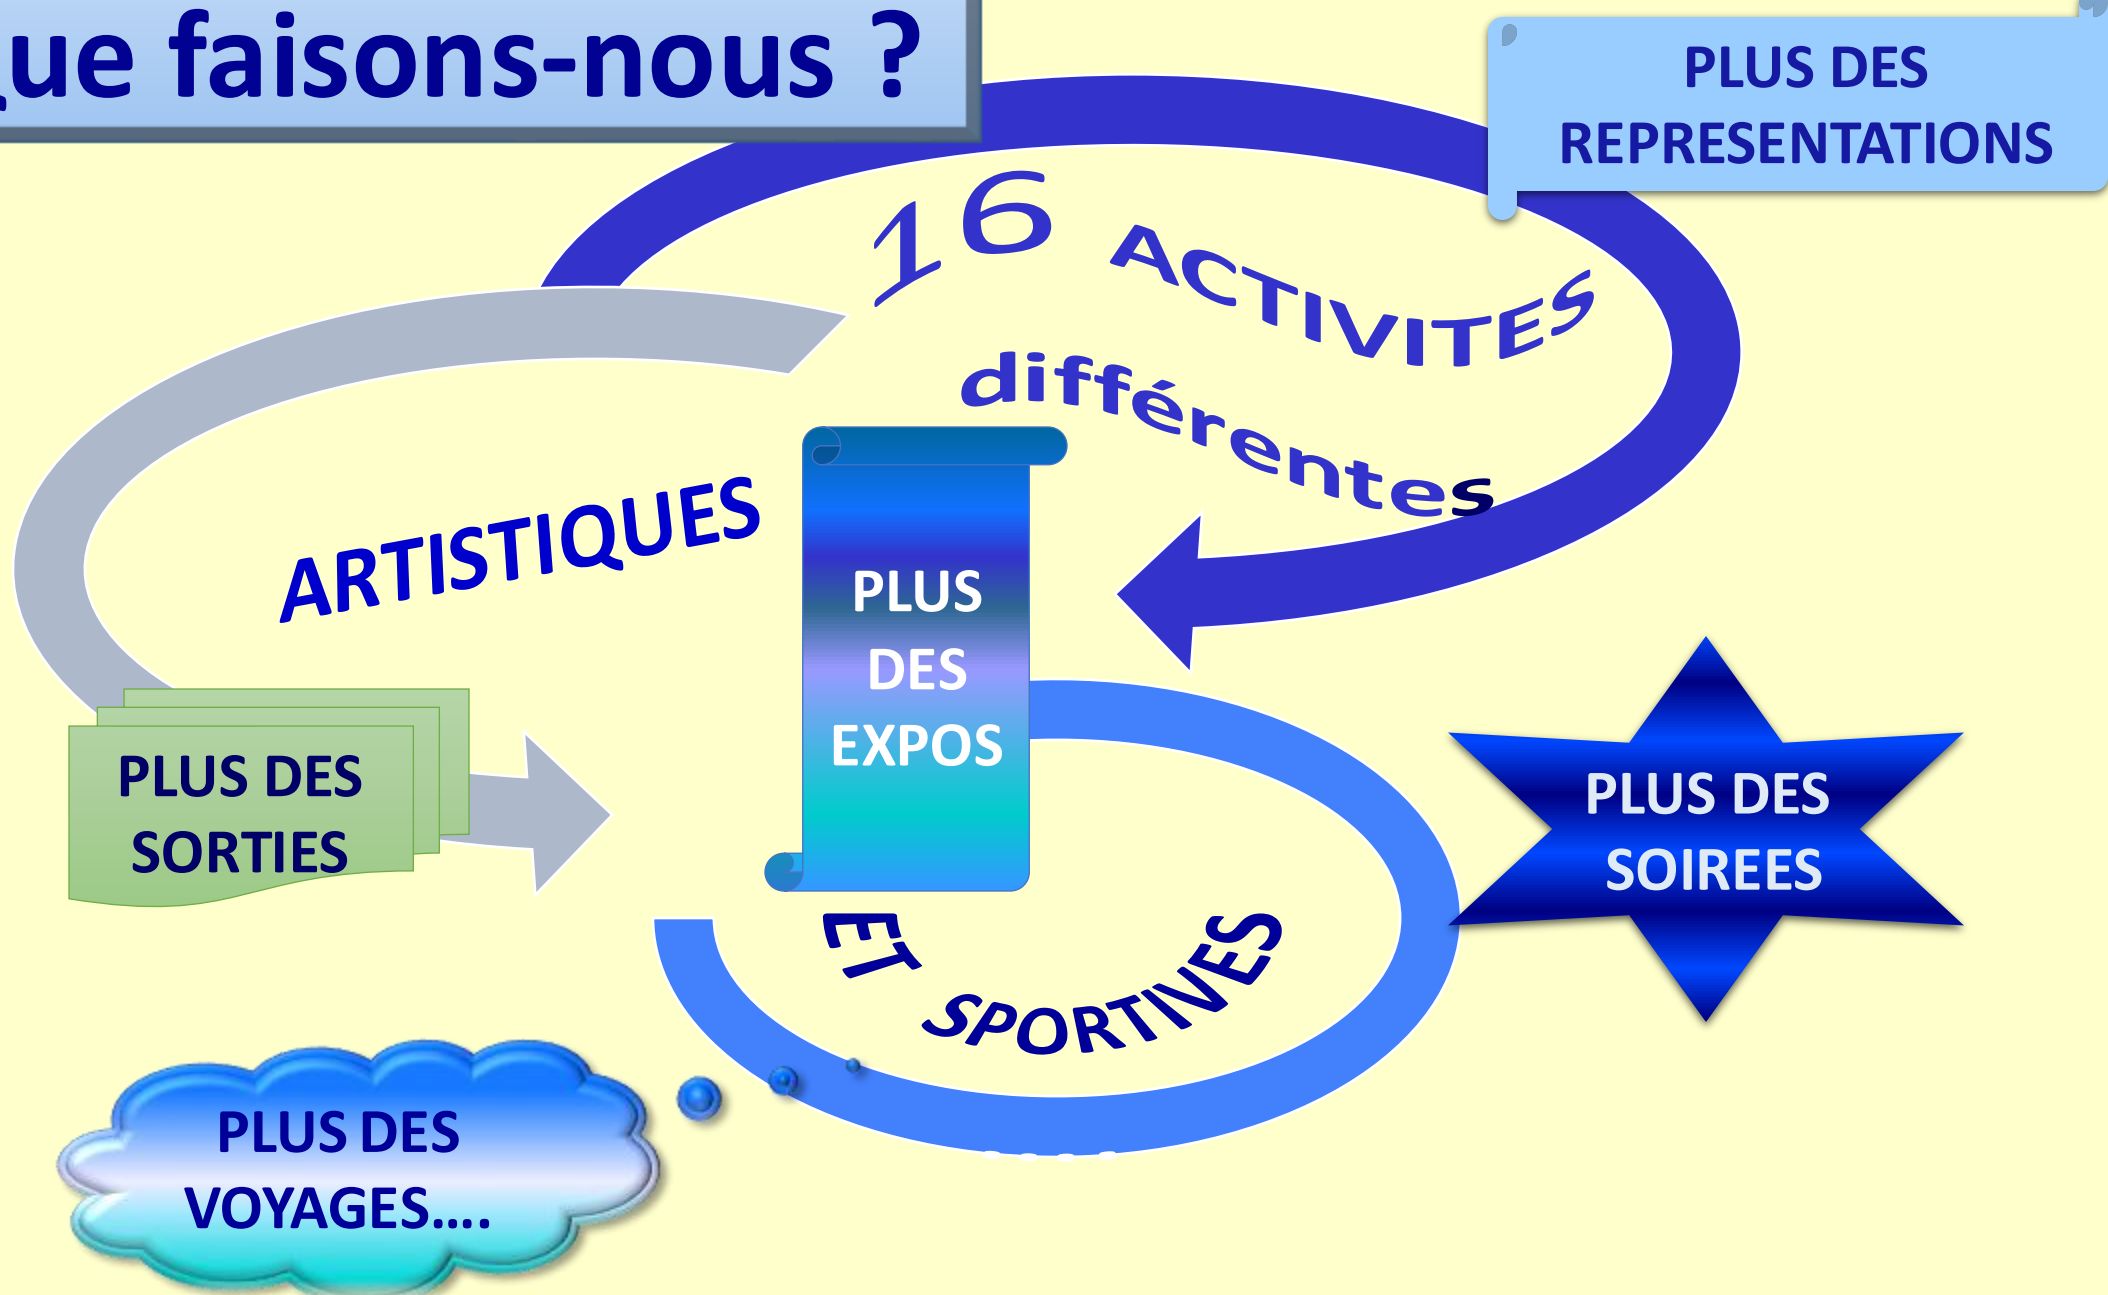 ue faisons-nous ?
PLUS DES
REPRESENTATIONS
16 ACTIVITES
différentes
ARTISTIQUES
PLUS
DES
EXPOS
PLUS DES
SORTIES
PLUS DES
SOIREES
ET SPORTIVES
PLUS DES
VOYAGES….